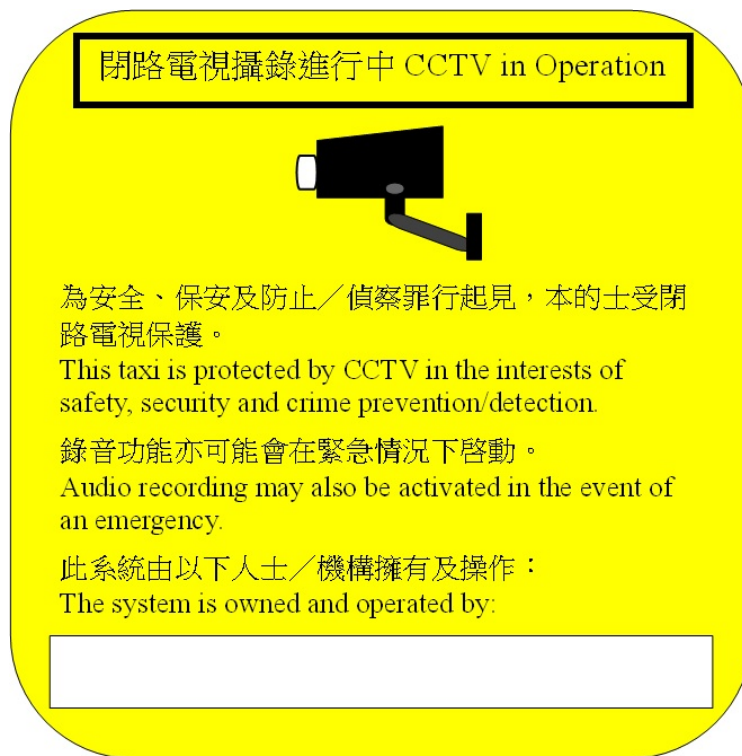 閉路電視攝錄進行中 CCTV in Operation
為安全、保安及防止／偵察罪行起見，本的士受閉
路電視保護。
This taxi is protected by CCTV in the interests of
safety, security and crime prevention/detection.
錄音功能亦可能會在緊急情況下啓動。
Audio recording may also be activated in the event of
an emergency.
此系統由以下人士／機構擁有及操作：
The system is owned and operated by: